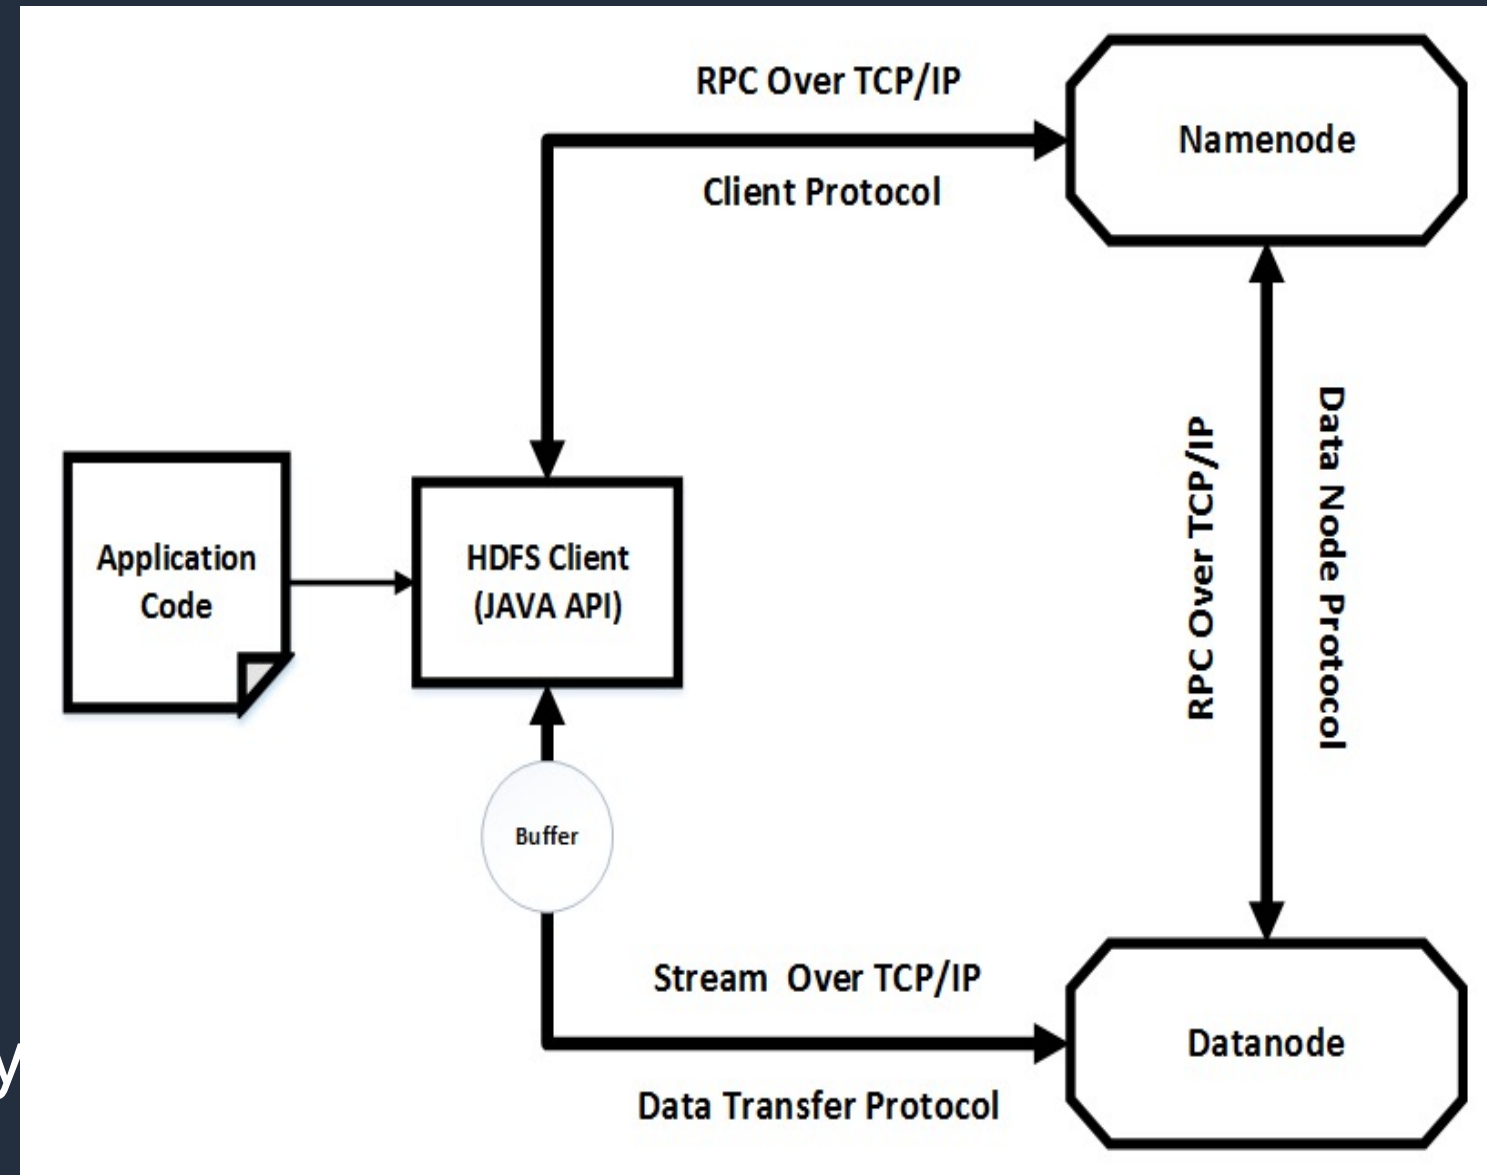 RPC Over TCP/IP
Namenode
Client Protocol
RPC Over TCP/IP
Data Node Protocol
Application
Code
HDFS Client
(JAVA API)
Buffer
Stream Over TCP/IP
Datanode
Data Transfer Protocol
y